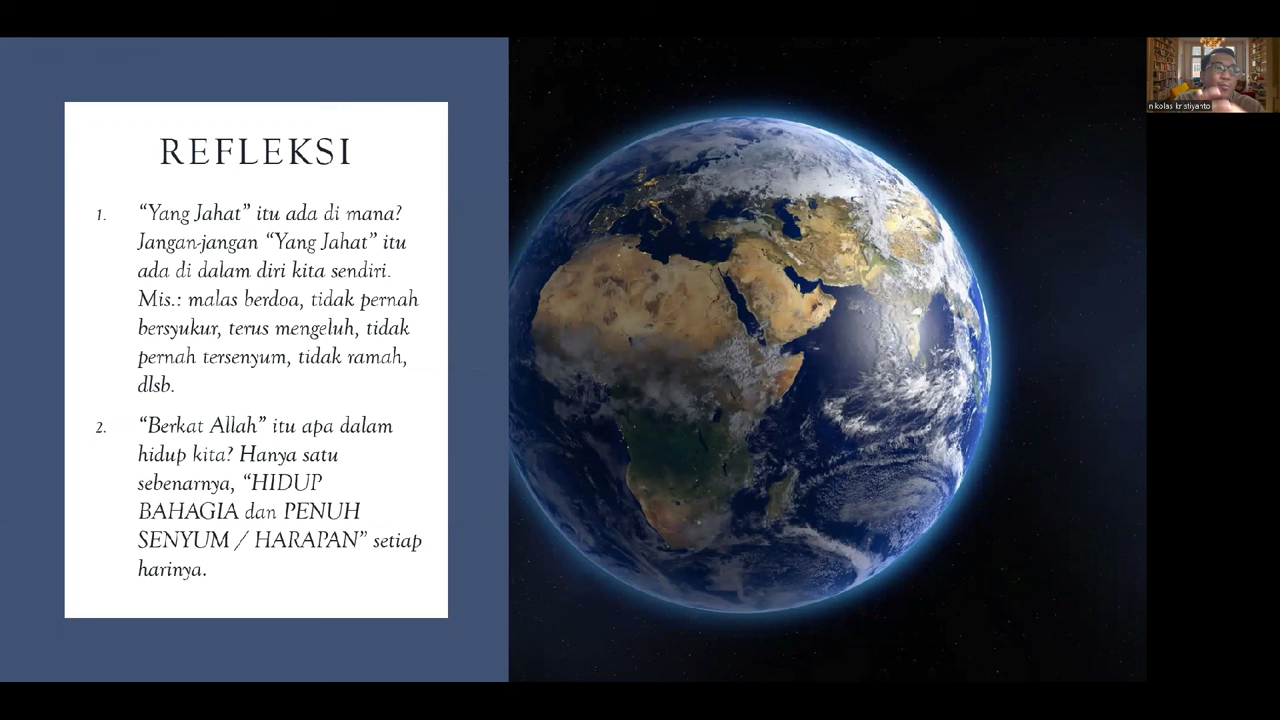 REFLEKSI
1. "Yang Jahat" itu ada di mana?
Jangan-jangan "Yang Jahat" itu
ada di dalam diri kita sendiri.
Mis.: malas berdoa, tidak pernah
bersyukur, terus mengeluh, tidak
pernah tersenyum, tidak ramah,
dlsb.
2. "Berkat Allah" itu apa dalam
hidup kita? Hanya satu
sebenarnya, "HIDUP
BAHAGIA dan PENUH
SENYUM / HARAPAN" setiap
harinya.
nikolas kristiyanto